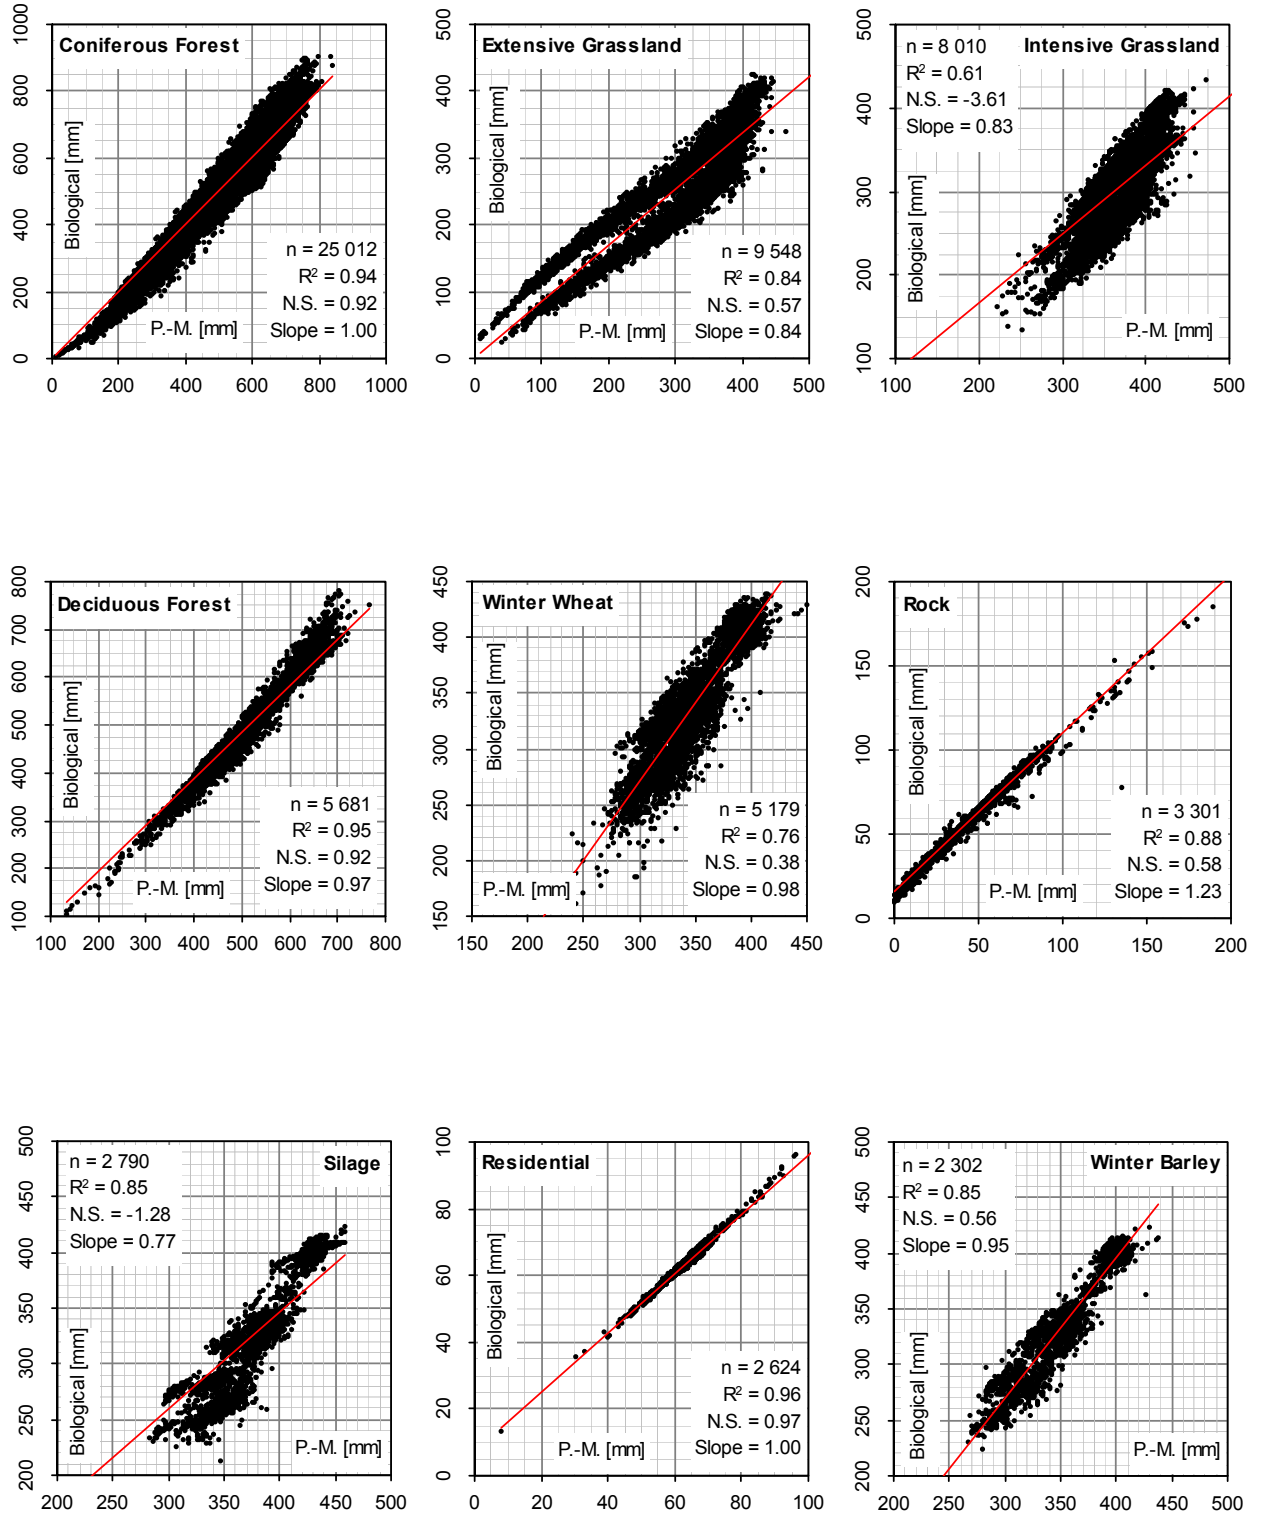 Coniferous Forest
1000
800
600
400
200
0
Biological [mm]
n = 25 012
R² = 0.94
N.S. = 0.92
P.-M. [mm]
Slope = 1.00
0 200 400 600 800 1000
Extensive Grassland
500
400
300
200
100
0
Biological [mm]
n = 9 548
R² = 0.84
N.S. = 0.57
P.-M. [mm]
Slope = 0.84
0 100 200 300 400 500
n = 8 010
Intensive Grassland
R² = 0.61
N.S. = -3.61
Slope = 0.83
500
400
300
200
100
Biological [mm]
P.-M. [mm]
100 200 300 400 500
Deciduous Forest
800
700
600
500
400
300
200
100
Biological [mm]
n = 5 681
R² = 0.95
N.S. = 0.92
P.-M. [mm]
Slope = 0.97
100 200 300 400 500 600 700 800
Winter Wheat
450
400
350
300
250
200
150
Biological [mm]
n = 5 179
R² = 0.76
N.S. = 0.38
P.-M. [mm]
Slope = 0.98
150 200 250 300 350 400 450
Rock
200
150
100
50
0
Biological [mm]
n = 3 301
R² = 0.88
N.S. = 0.58
P.-M. [mm]
Slope = 1.23
0 50 100 150 200
n = 2 790
Silage
R² = 0.85
N.S. = -1.28
Slope = 0.77
500
450
400
350
300
250
200
Biological [mm]
P.-M. [mm]
200 250 300 350 400 450 500
Residential
100
80
60
40
20
0
Biological [mm]
n = 2 624
R² = 0.96
N.S. = 0.97
P.-M. [mm]
Slope = 1.00
0 20 40 60 80 100
n = 2 302
Winter Barley
R² = 0.85
N.S. = 0.56
Slope = 0.95
500
450
400
350
300
250
200
Biological [mm]
P.-M. [mm]
200 250 300 350 400 450 500